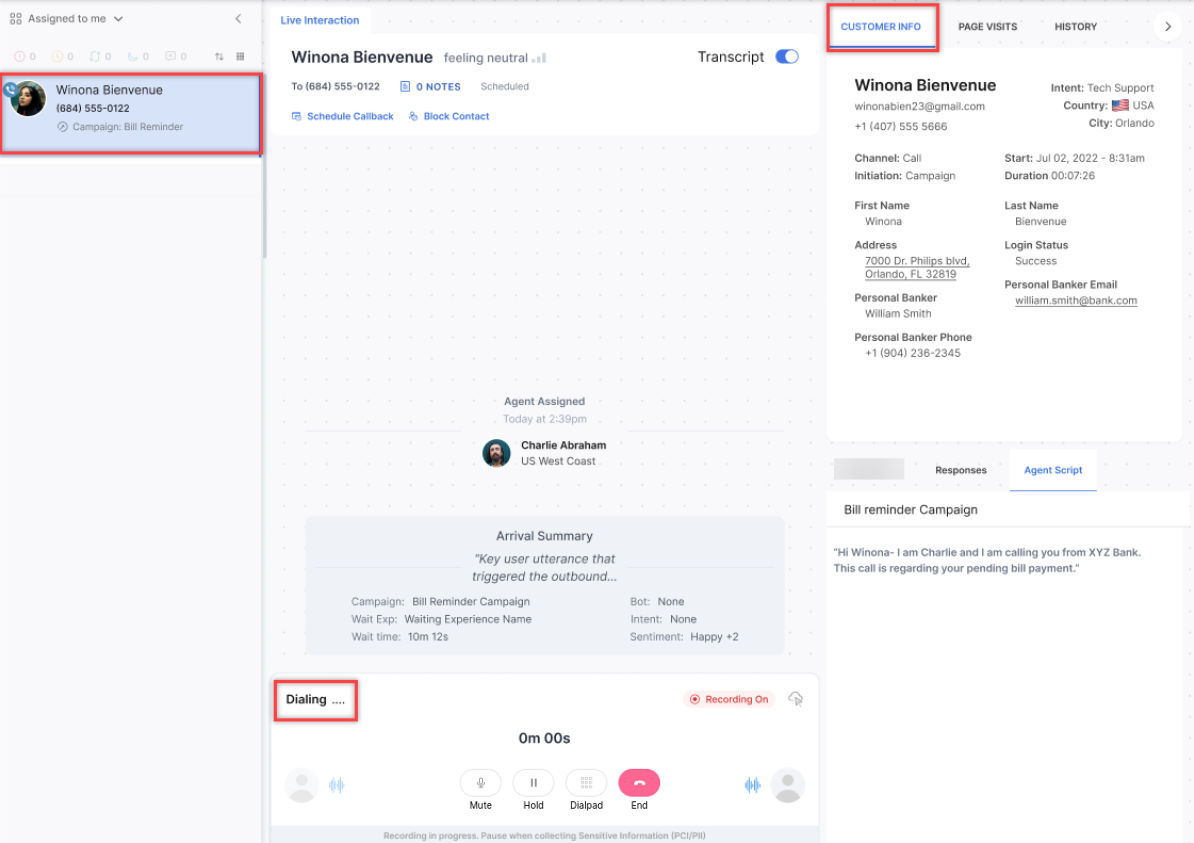 Assigned to me
0 0 0 0 0
Winona Bienvenue
(684) 555-0122
Campaign: Bill Reminder
Live Interaction
Winona Bienvenue feeling neutral
Transcript
To (684) 555-0122 0 NOTES Scheduled
Schedule Callback Block Contact
Agent Assigned
Today at 2:39pm
Charlie Abraham
US West Coast
Arrival Summary
"Key user utterance that
triggered the outbound...
Campaign: Bill Reminder Campaign Bot: None
Wait Exp: Waiting Experience Name Intent: None
Wait time: 10m 12s Sentiment: Happy +2
Dialing ....
Recording On
0m 00s
Mute Hold Dialpad End
Recording in progress. Pause when collecting Sensitive Information (PCI/PII)
CUSTOMER INFO PAGE VISITS HISTORY
Winona Bienvenue
winonabien23@gmail.com
+1 (407) 555 5666
Intent: Tech Support
Country: USA
City: Orlando
Channel: Call Start: Jul 02, 2022 - 8:31am
Initiation: Campaign Duration 00:07:26
First Name Last Name
Winona Bienvenue
Address Login Status
7000 Dr. Philips blvd, Success
Orlando, FL 32819
Personal Banker Email
william.smith@bank.com
Personal Banker
William Smith
Personal Banker Phone
+1 (904) 236-2345
Responses Agent Script
Bill reminder Campaign
"Hi Winona- I am Charlie and I am calling you from XYZ Bank.
This call is regarding your pending bill payment."